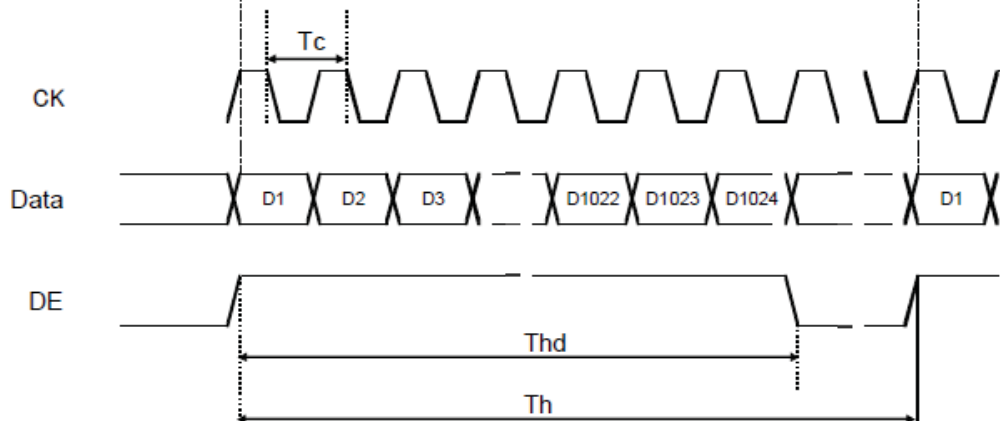 Tc
CK
Data D1 D2 D3 D1022 D1023 D1024 D1
DE
Thd
Th